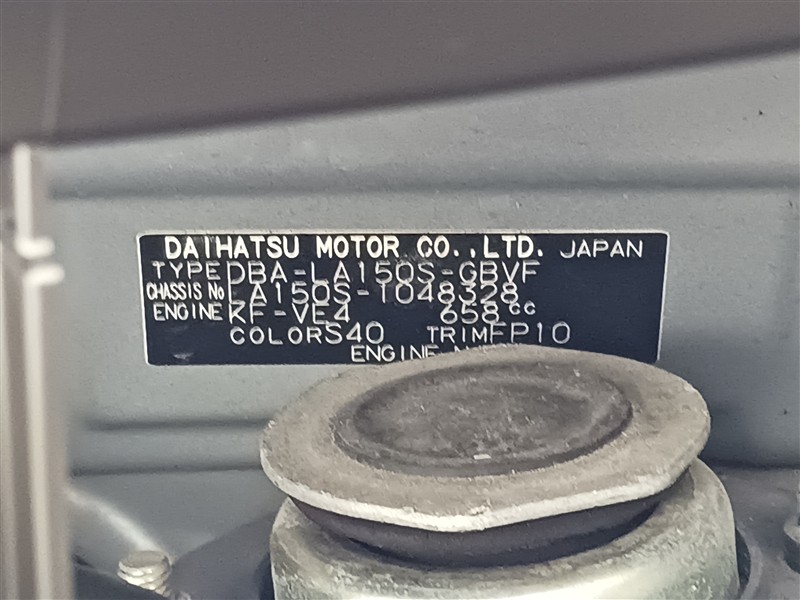 DAIHATSU MOTOR CO.,LTD. JAPAN
TYPE DBA-LA150S-GBVF
CHASSIS No LA150S-1048328
ENGINE KF-VE4 658cc
COLOR S40 TRIM FP10
ENGINE